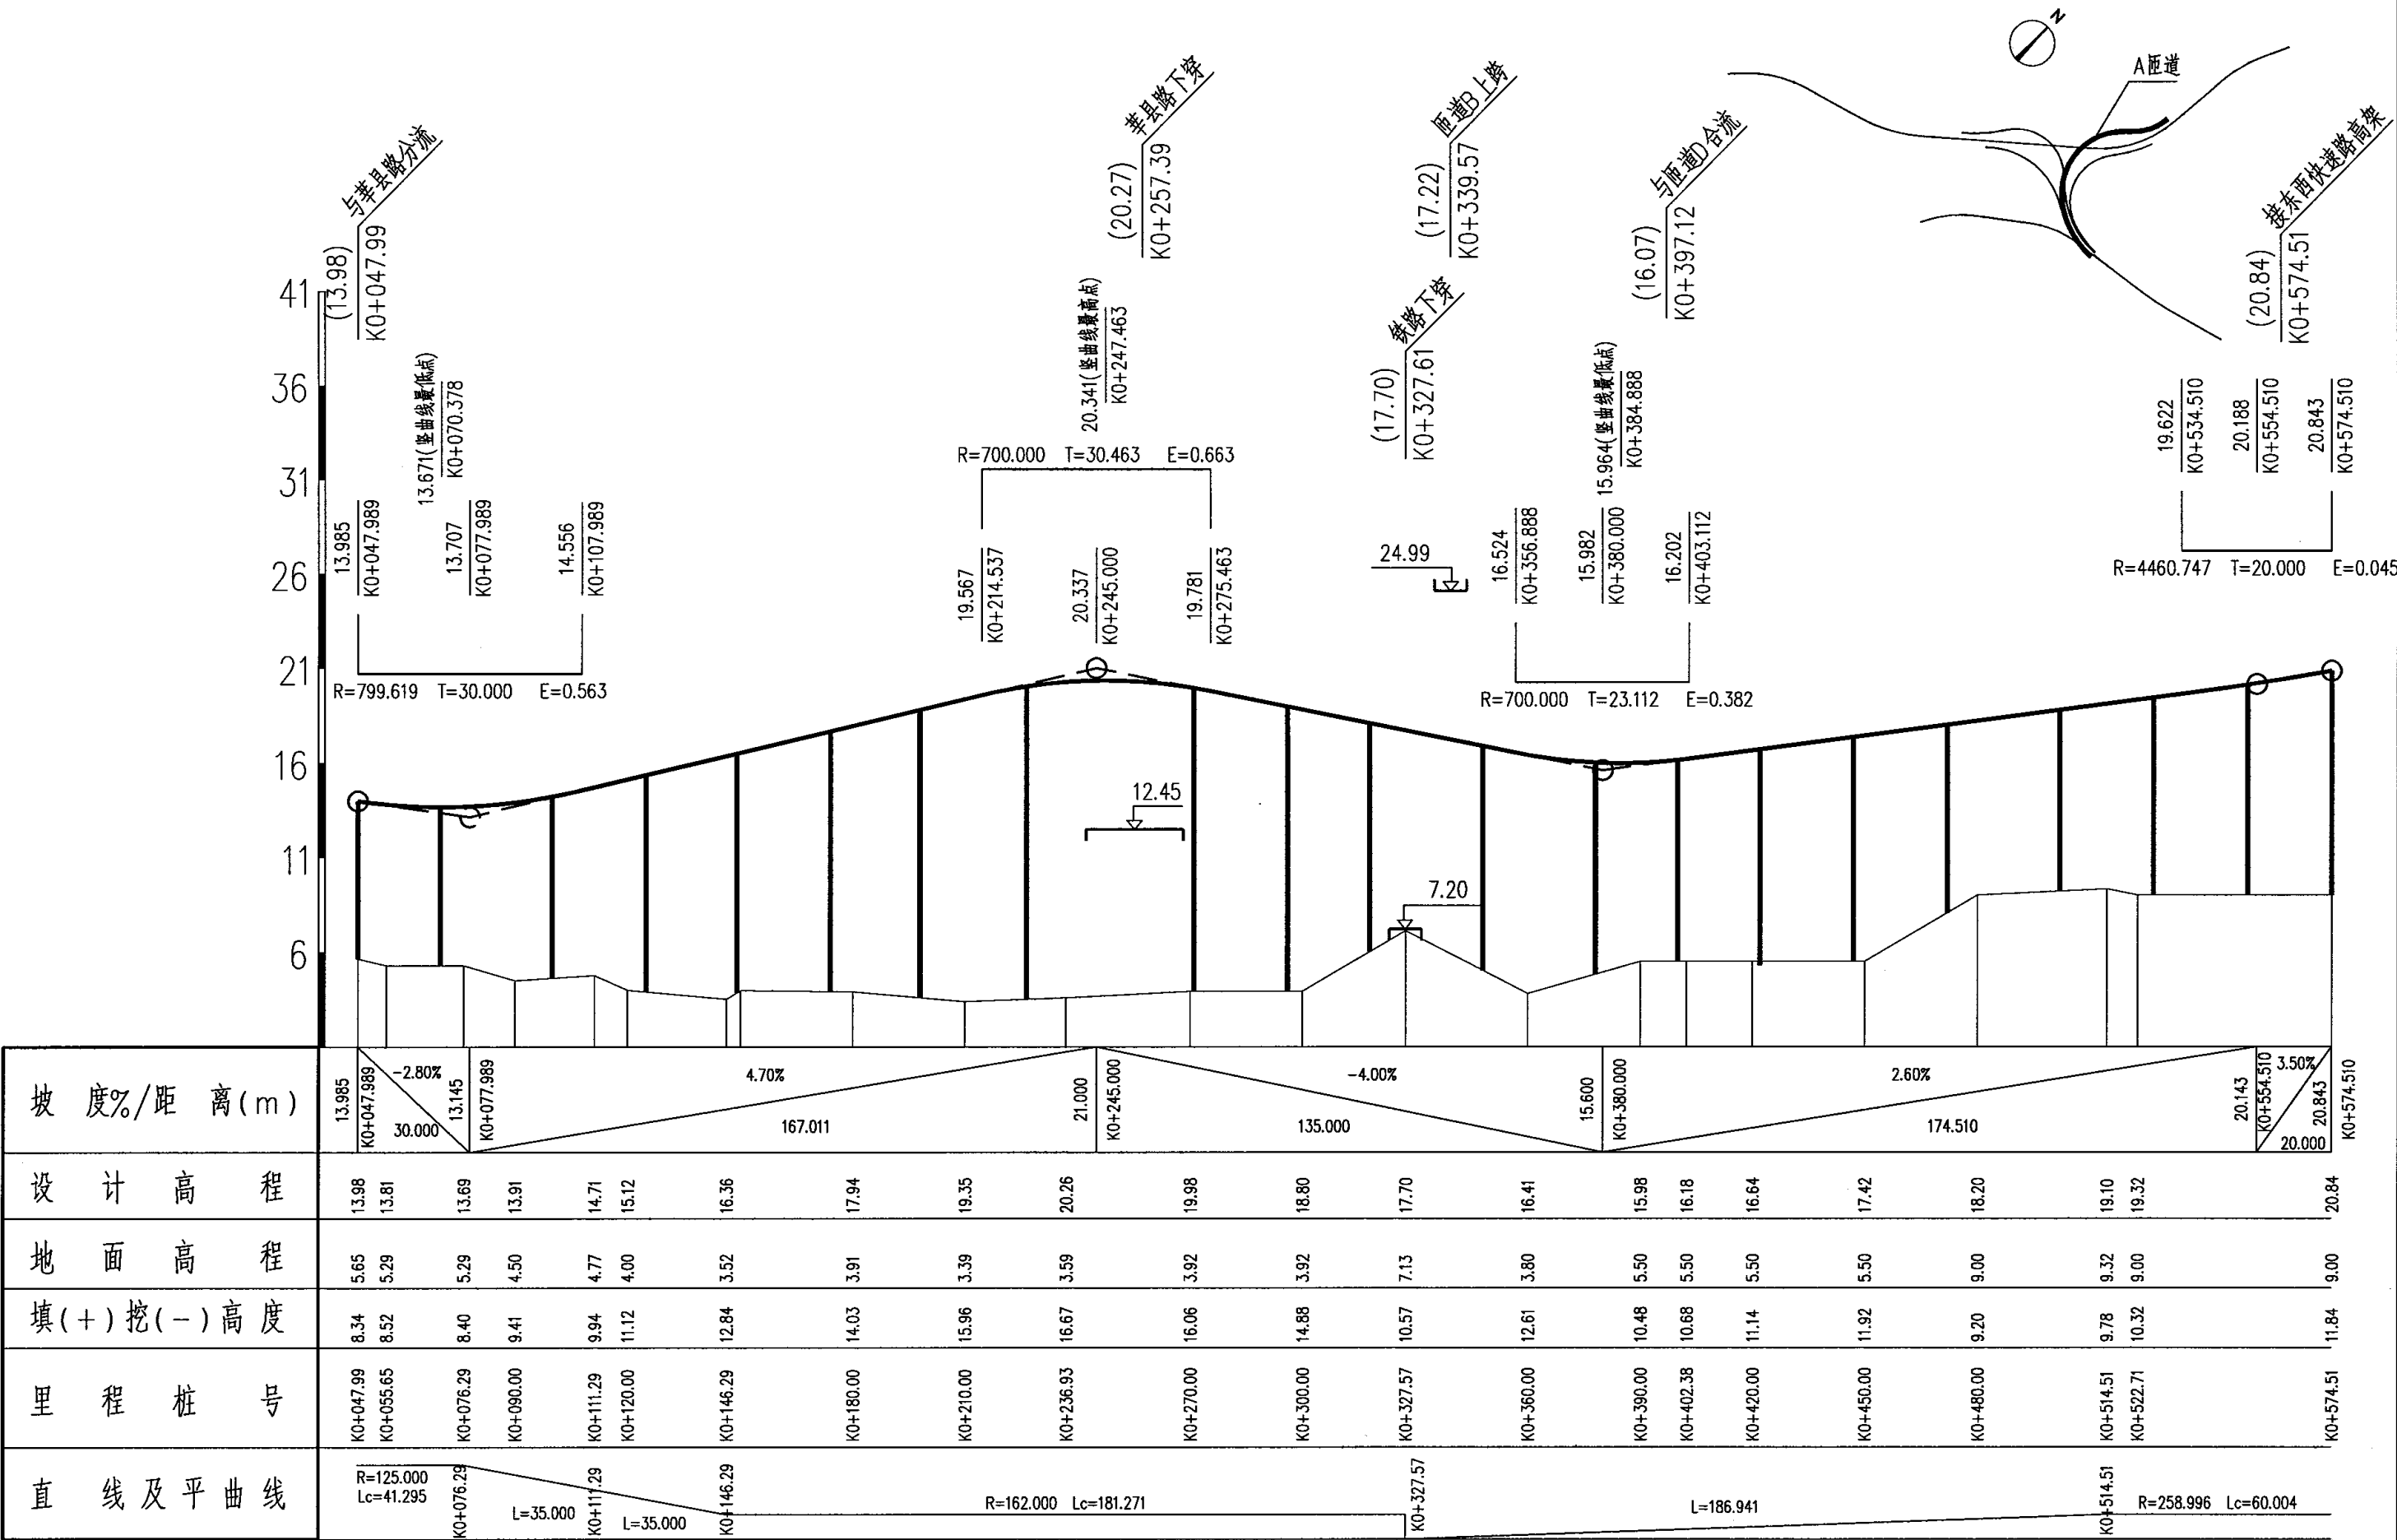 N
A匝道
与莘县路分流
(13.98)
K0+047.99
莘县路下穿
(20.27)
K0+257.39
匝道B上跨
(17.22)
K0+339.57
与匝道D合流
(16.07)
K0+397.12
接东西快速路高架
(20.84)
K0+574.51
铁路下穿
(17.70)
K0+327.61
41
36
31
26
21
16
11
6
13.671(竖曲线最低点)
K0+070.378
13.985
K0+047.989
13.707
K0+077.989
14.556
K0+107.989
R=799.619 T=30.000 E=0.563
20.341(竖曲线最高点)
K0+247.463
R=700.000 T=30.463 E=0.663
19.567
K0+214.537
20.337
K0+245.000
19.781
K0+275.463
24.99
15.964(竖曲线最低点)
K0+384.888
16.524
K0+356.888
15.982
K0+380.000
16.202
K0+403.112
R=700.000 T=23.112 E=0.382
19.622
K0+534.510
20.188
K0+554.510
20.843
K0+574.510
R=4460.747 T=20.000 E=0.045
12.45
7.20
坡度%/距离(m)
13.985
K0+047.989
-2.80%
30.000
13.145
K0+077.989
4.70%
167.011
21.000
K0+245.000
-4.00%
135.000
15.600
K0+380.000
2.60%
174.510
20.143
K0+554.510
3.50%
20.000
20.843
K0+574.510
设计高程
13.98 13.81 13.69 13.91 14.71 15.12 16.36 17.94 19.35 20.26 19.98 18.80 17.70 16.41 15.98 16.18 16.64 17.42 18.20 19.10 19.32 20.84
地面高程
5.65 5.29 5.29 4.50 4.77 4.00 3.52 3.91 3.39 3.59 3.92 3.92 7.13 3.80 5.50 5.50 5.50 5.50 9.00 9.32 9.00 9.00
填(+)挖(-)高度
8.34 8.52 8.40 9.41 9.94 11.12 12.84 14.03 15.96 16.67 16.06 14.88 10.57 12.61 10.48 10.68 11.14 11.92 9.20 9.78 10.32 11.84
里程桩号
K0+047.99 K0+055.65 K0+076.29 K0+090.00 K0+111.29 K0+120.00 K0+146.29 K0+180.00 K0+210.00 K0+236.93 K0+270.00 K0+300.00 K0+327.57 K0+360.00 K0+390.00 K0+402.38 K0+420.00 K0+450.00 K0+480.00 K0+514.51 K0+522.71 K0+574.51
直线及平曲线
R=125.000
Lc=41.295
K0+076.29
L=35.000
K0+111.29
L=35.000
K0+146.29
R=162.000 Lc=181.271
K0+327.57
L=186.941
K0+514.51
R=258.996 Lc=60.004